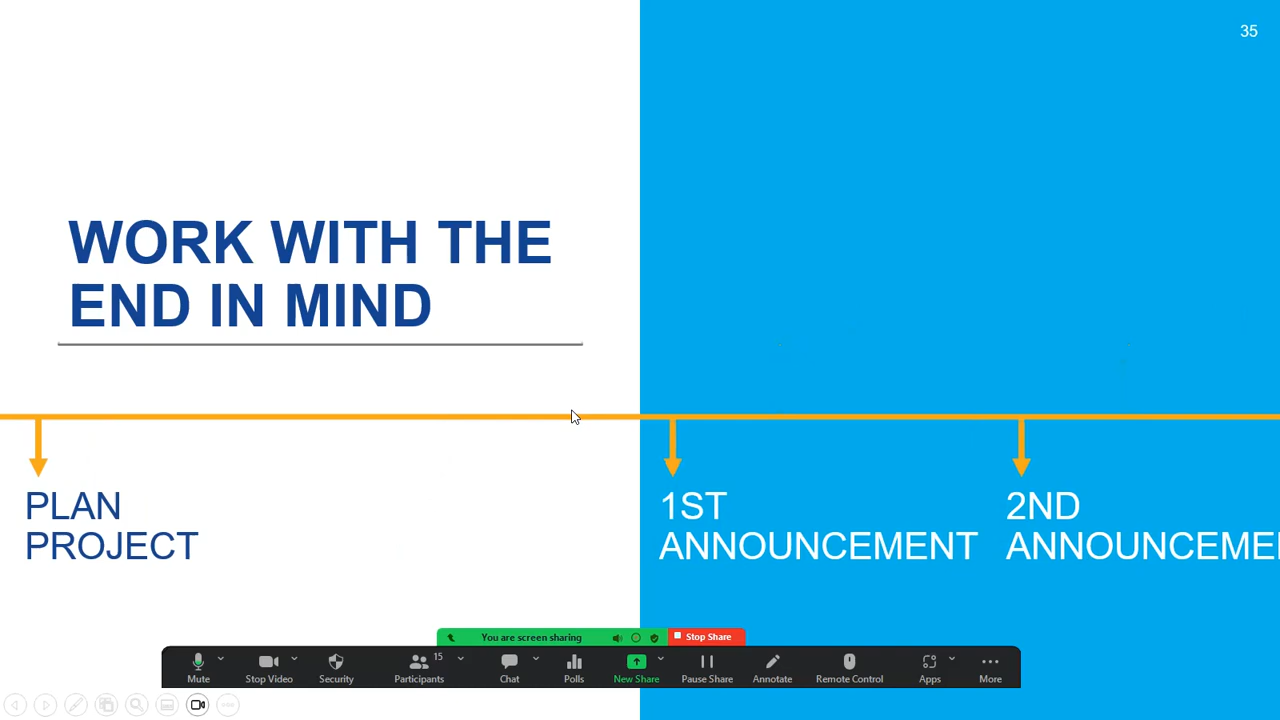 35
WORK WITH THE
END IN MIND
PLAN
PROJECT
1ST
ANNOUNCEMENT
2ND
ANNOUNCEME
You are screen sharing
Stop Share
Mute
Stop Video
Security
15
Participants
Chat
Polls
New Share
Pause Share
Annotate
Remote Control
Apps
More